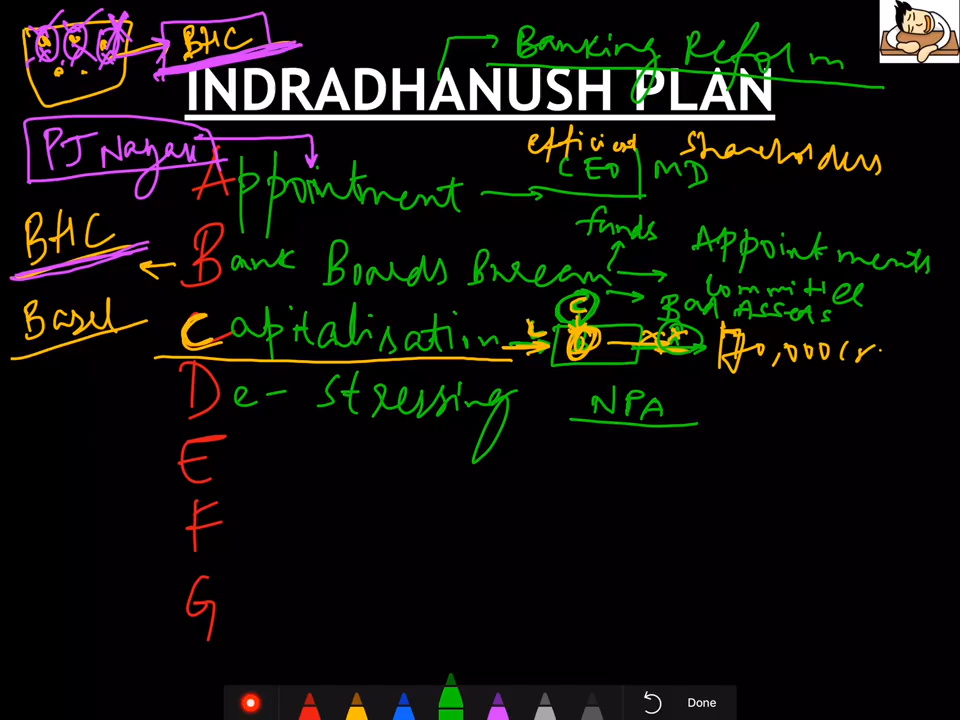 BHC
Banking Reform
INDRADHANUSH PLAN
PJ Nayak
efficient shareholders
Appointment → CEO | MD
funds
BHC ← Bank Boards Bureau → Appointments
committee
Bad Assets
Basel
Capitalisation → 70,000 cr.
C
De-stressing NPA
E
F
G
Done